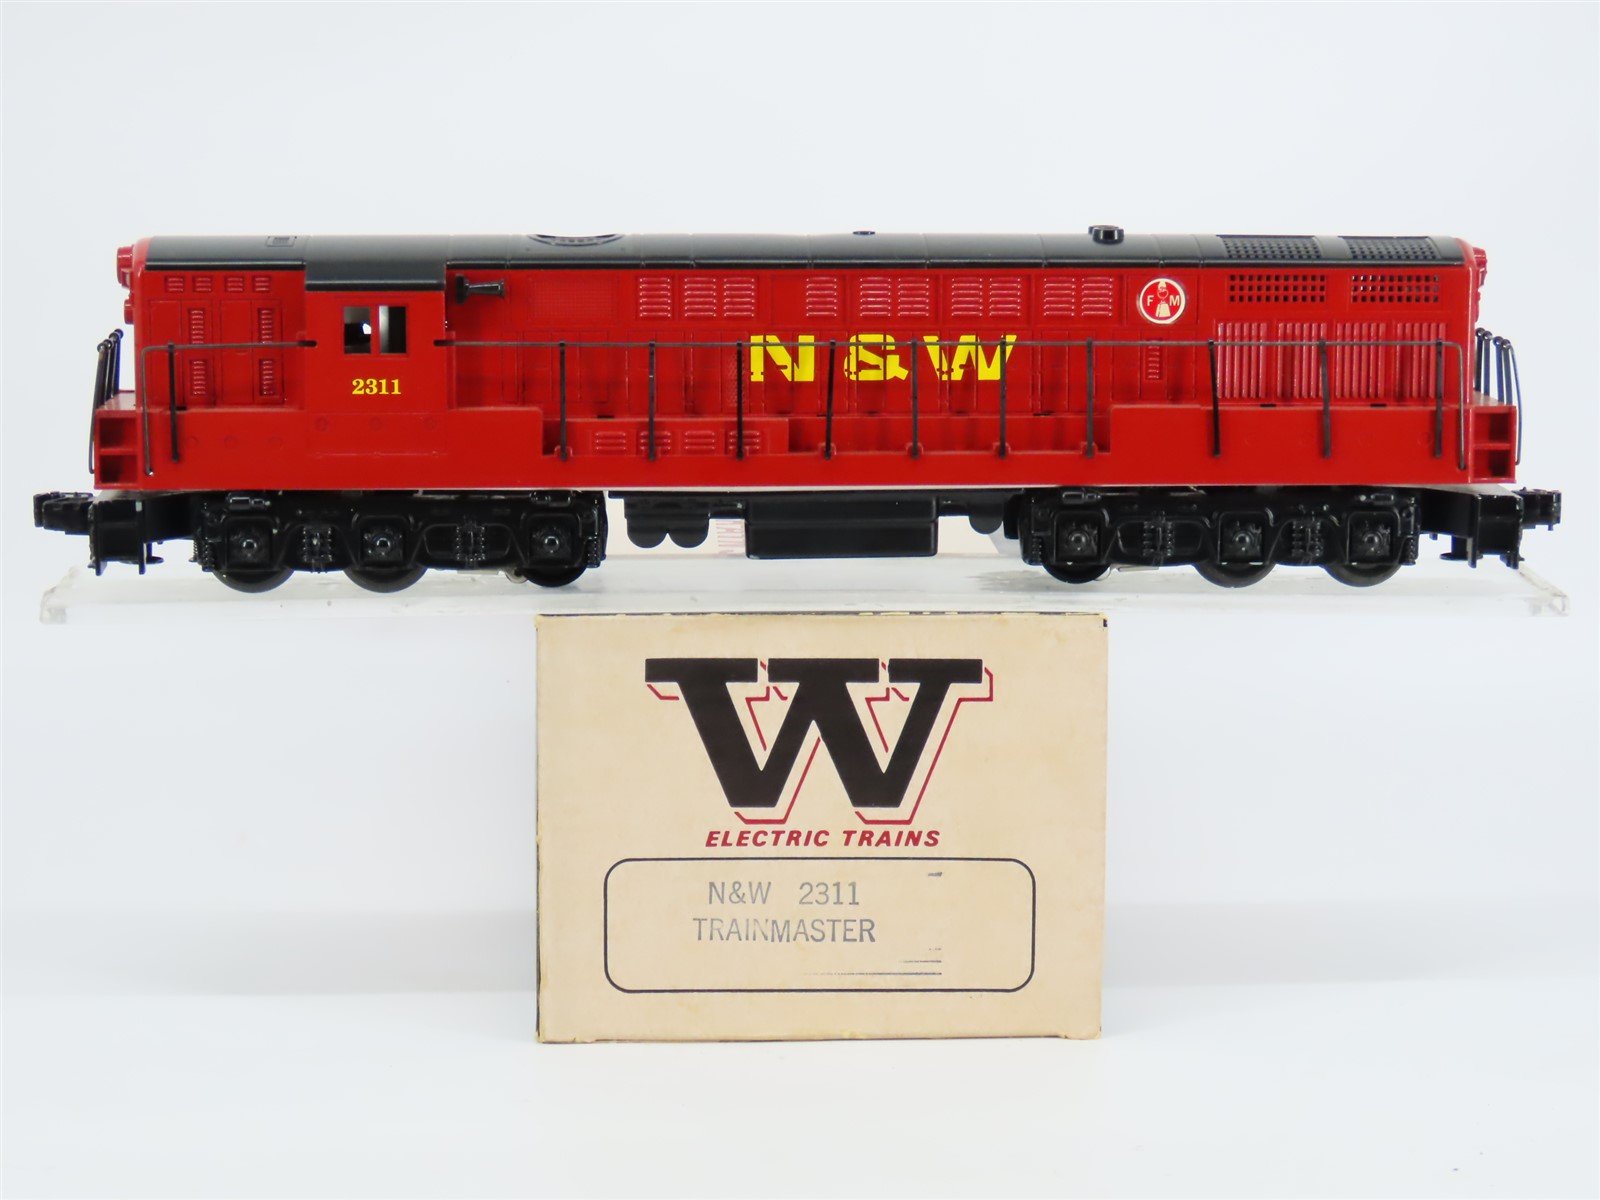 F M
N & W
2311
W
ELECTRIC TRAINS
N&W 2311
TRAINMASTER